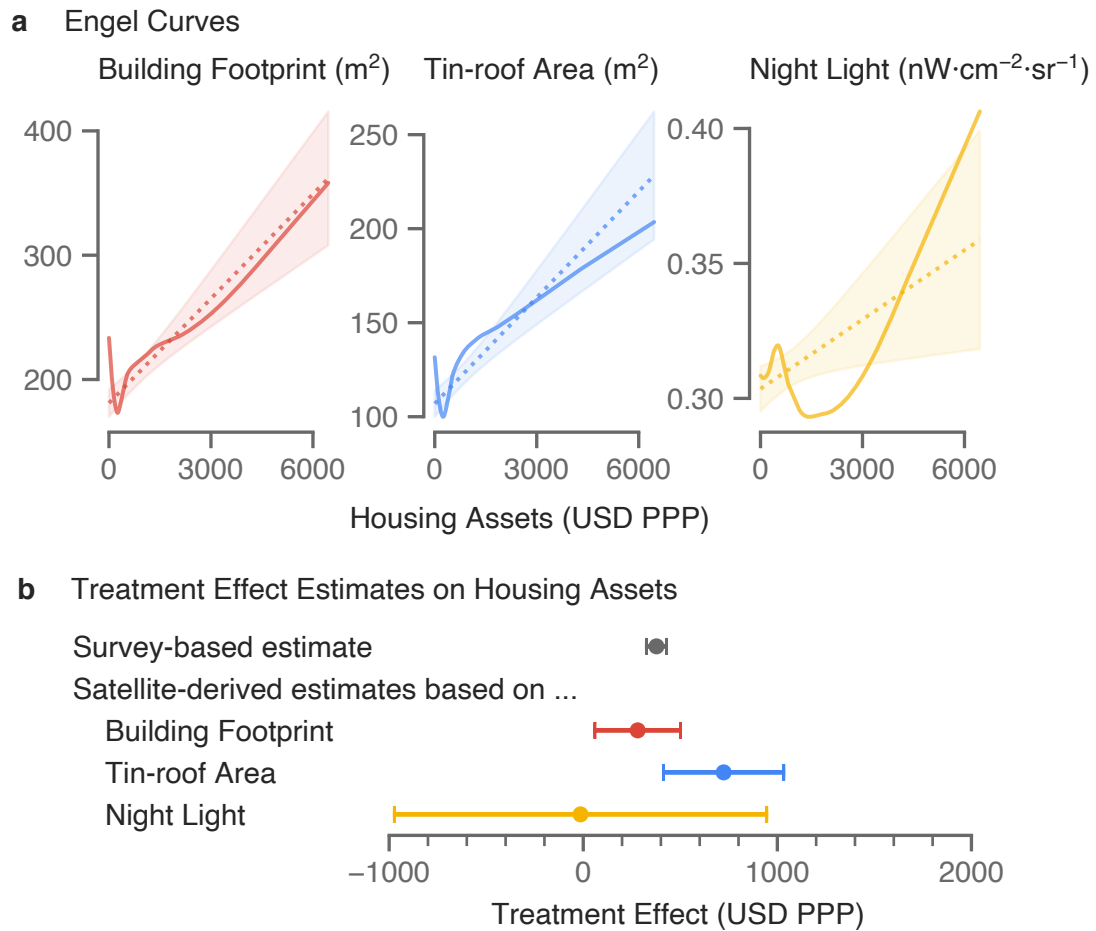 a Engel Curves
Building Footprint (m²) Tin-roof Area (m²) Night Light (nW·cm⁻²·sr⁻¹)
400
300
200
0 3000 6000
250
200
150
100
0 3000 6000
0.40
0.35
0.30
0 3000 6000
Housing Assets (USD PPP)
b Treatment Effect Estimates on Housing Assets
Survey-based estimate
Satellite-derived estimates based on ...
Building Footprint
Tin-roof Area
Night Light
−1000 0 1000 2000
Treatment Effect (USD PPP)